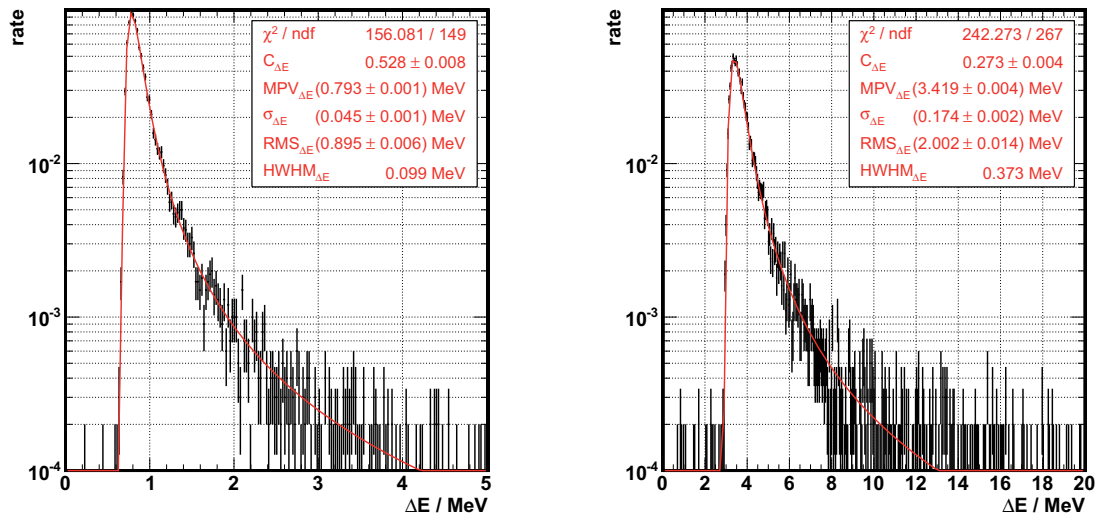 rate
χ² / ndf 156.081 / 149
C_ΔE 0.528 ± 0.008
MPV_ΔE (0.793 ± 0.001) MeV
σ_ΔE (0.045 ± 0.001) MeV
RMS_ΔE (0.895 ± 0.006) MeV
HWHM_ΔE 0.099 MeV
10⁻²
10⁻³
10⁻⁴
0 1 2 3 4 5
ΔE / MeV
rate
χ² / ndf 242.273 / 267
C_ΔE 0.273 ± 0.004
MPV_ΔE (3.419 ± 0.004) MeV
σ_ΔE (0.174 ± 0.002) MeV
RMS_ΔE (2.002 ± 0.014) MeV
HWHM_ΔE 0.373 MeV
10⁻²
10⁻³
10⁻⁴
0 2 4 6 8 10 12 14 16 18 20
ΔE / MeV